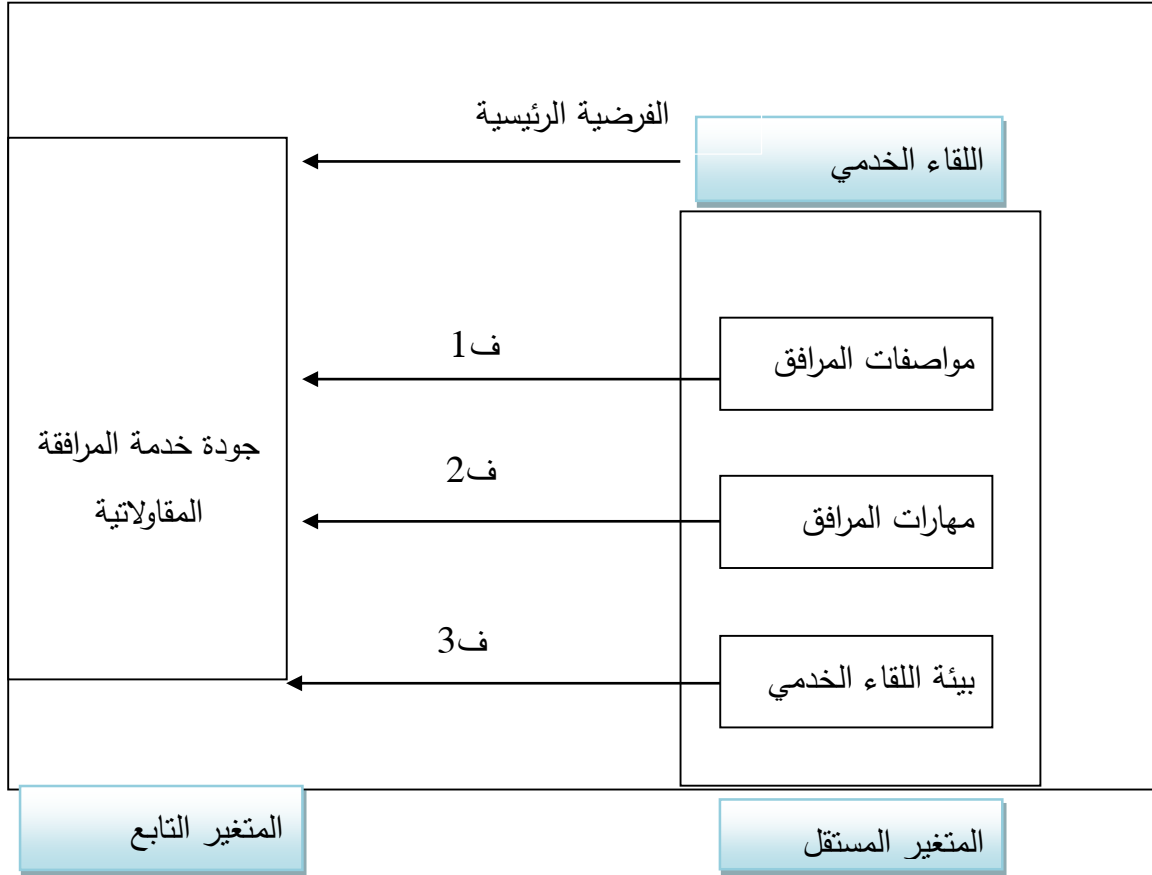 الفرضية الرئيسية
اللقاء الخدمي
ف1
مواصفات المرافق
جودة خدمة المرافقة
المقاولاتية
ف2
مهارات المرافق
ف3
بيئة اللقاء الخدمي
المتغير المستقل
المتغير التابع